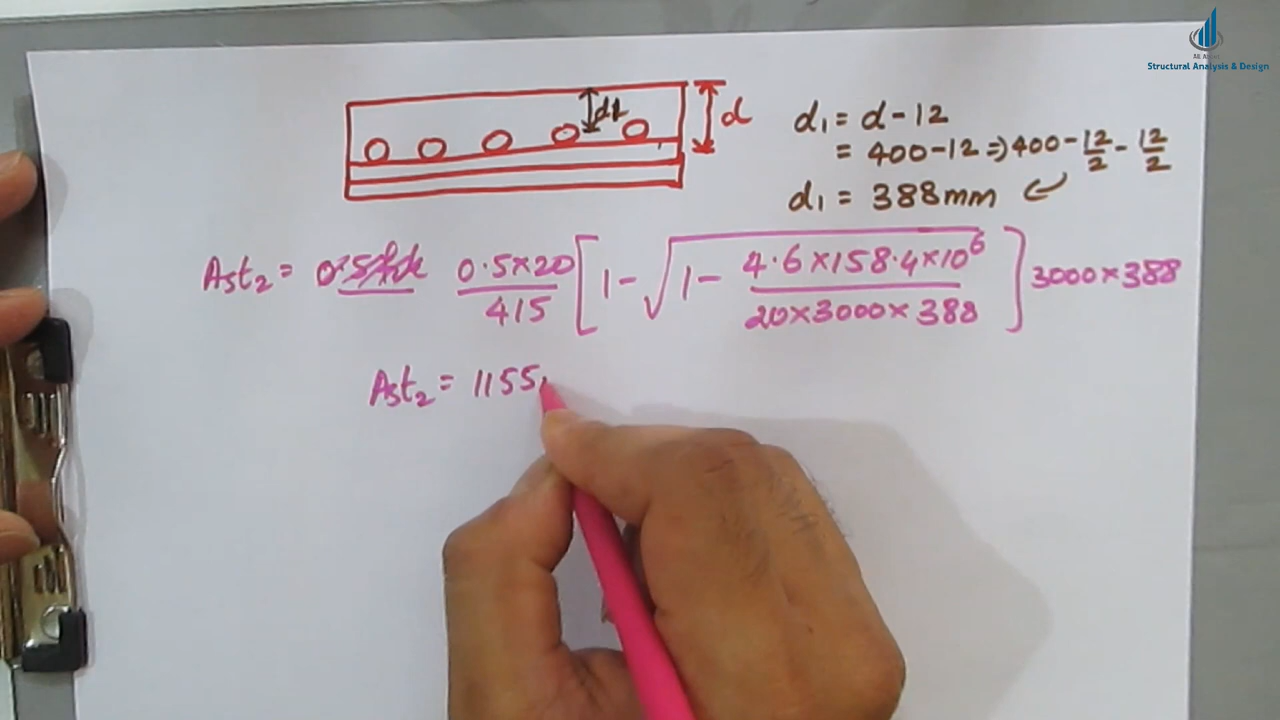 Structural Analysis & Design
d1
d
d1 = d - 12
= 400 - 12 ⇒ 400 - 12/2 - 12/2
d1 = 388mm
Ast2 = 0.5×20/415 [1 - √(1 - 4.6×158.4×10^6/20×3000×388)] 3000×388
Ast2 = 1155.